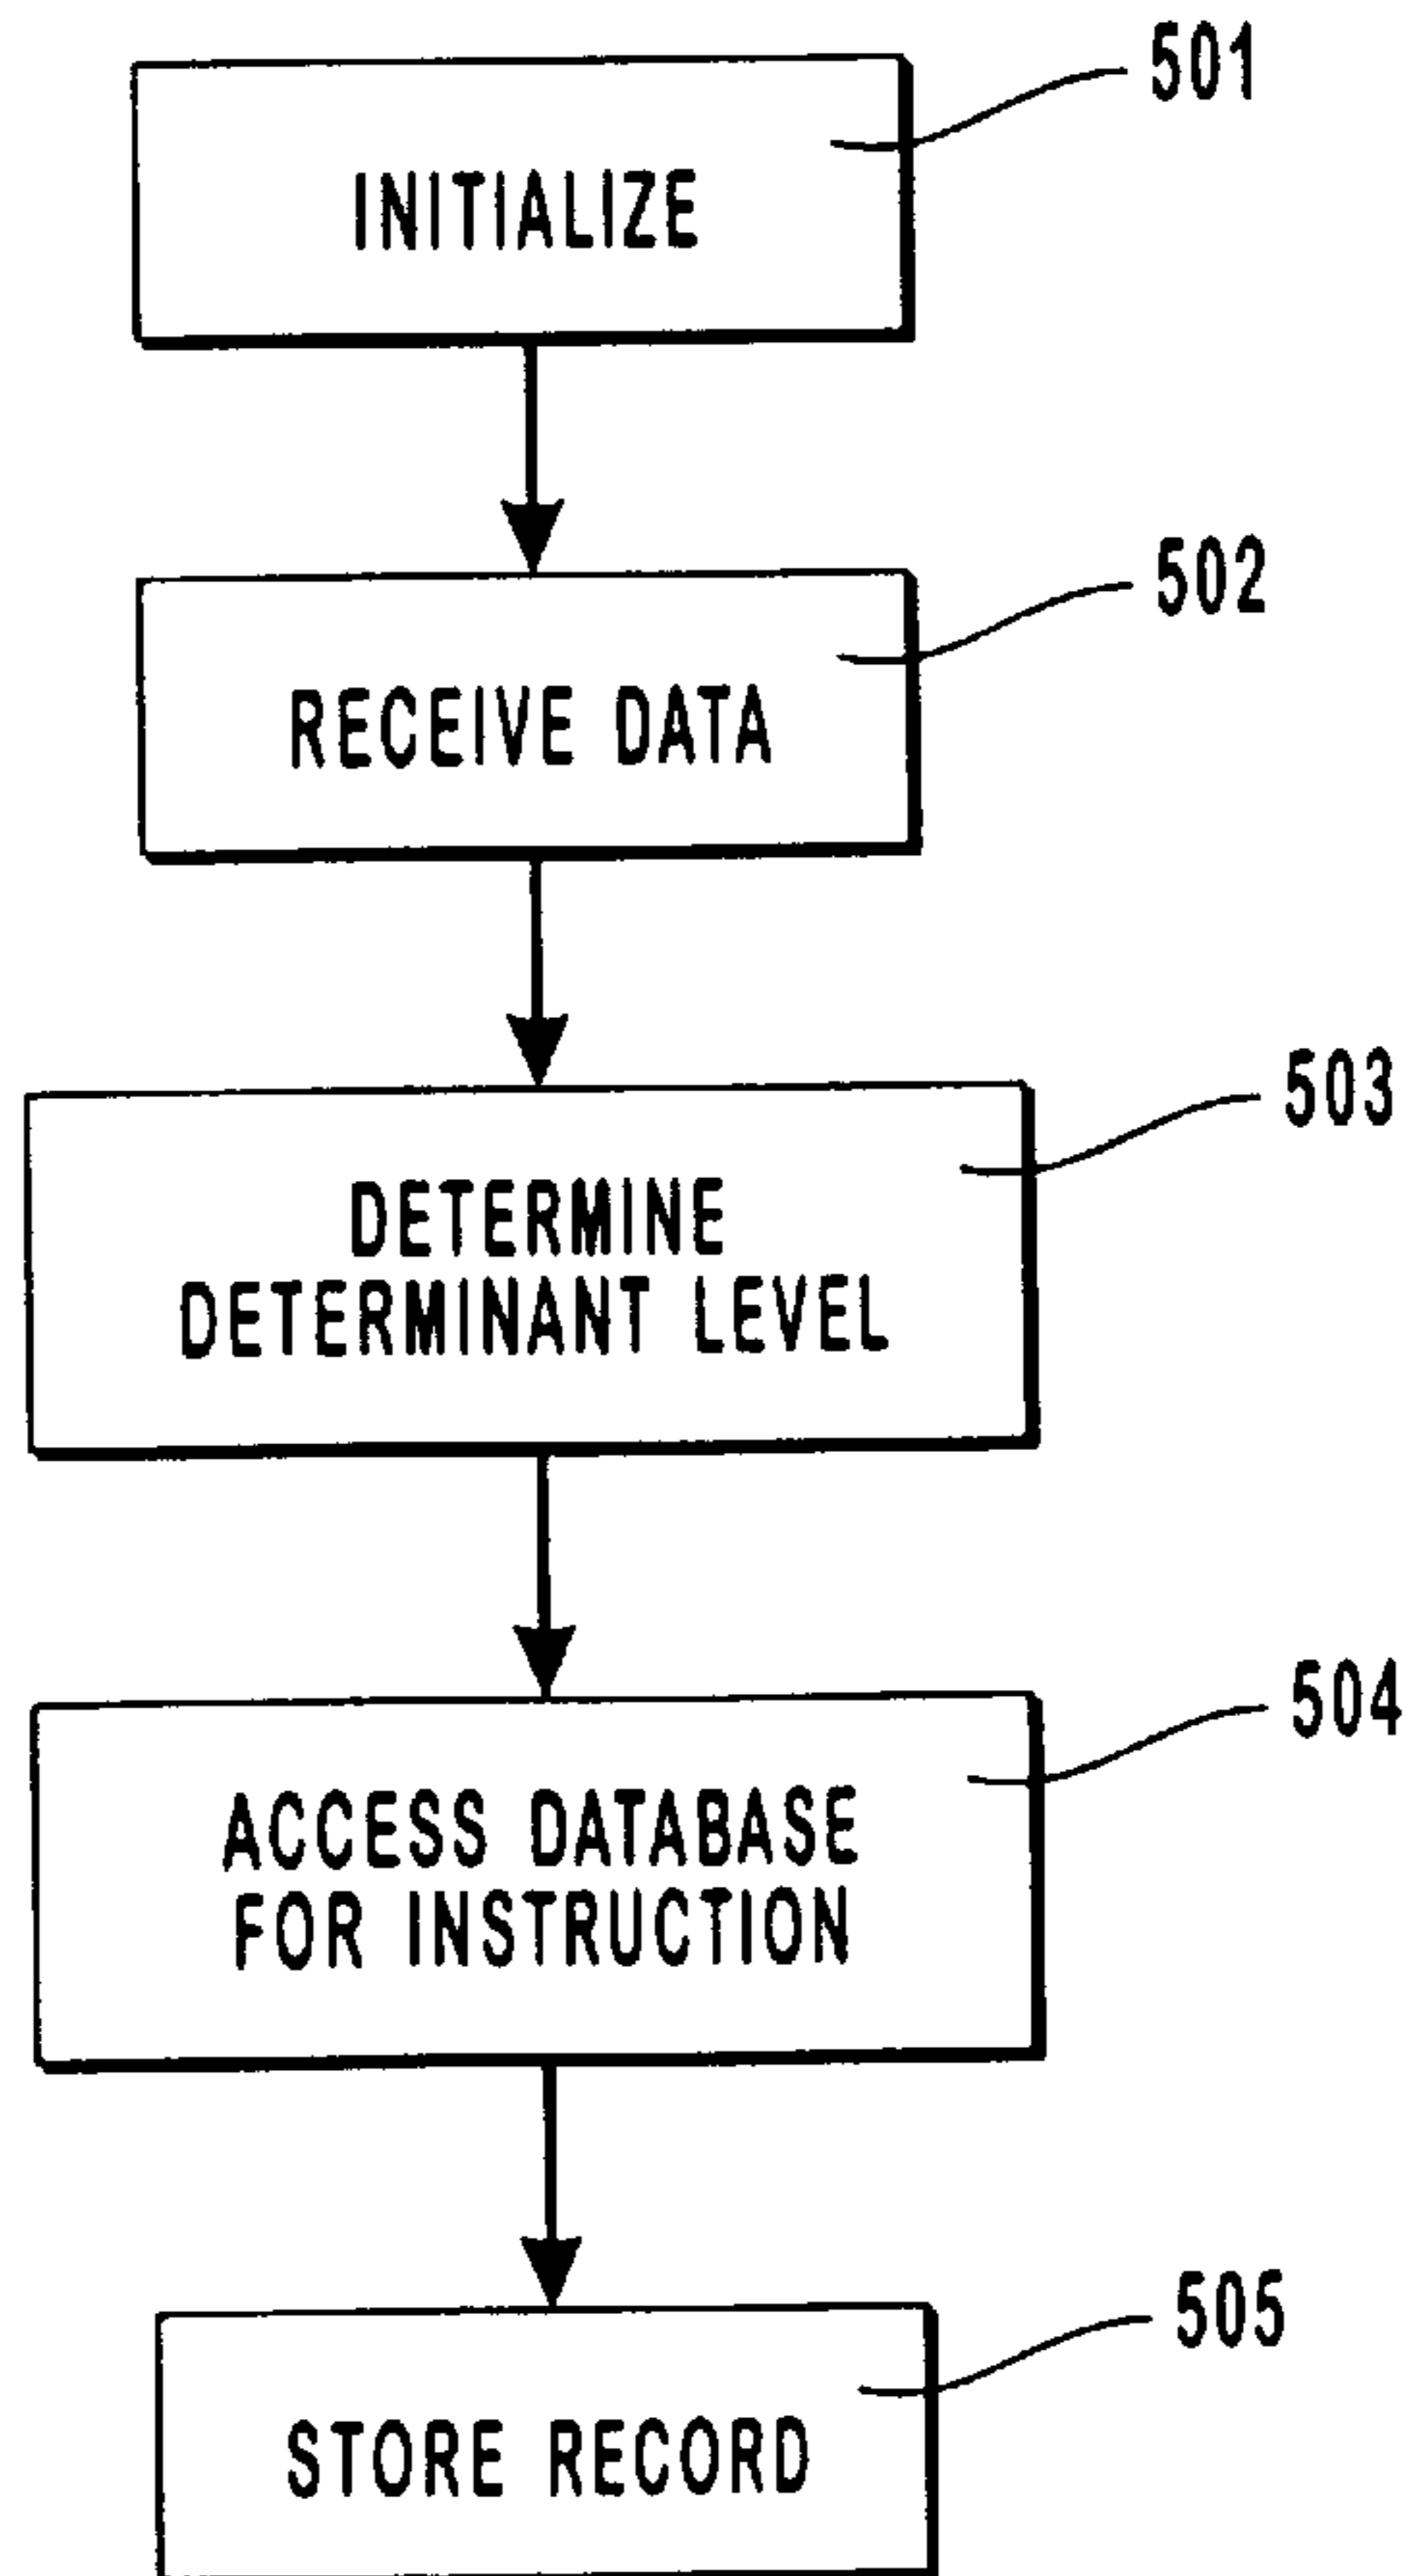 501
INITIALIZE
502
RECEIVE DATA
503
DETERMINE
DETERMINANT LEVEL
504
ACCESS DATABASE
FOR INSTRUCTION
505
STORE RECORD